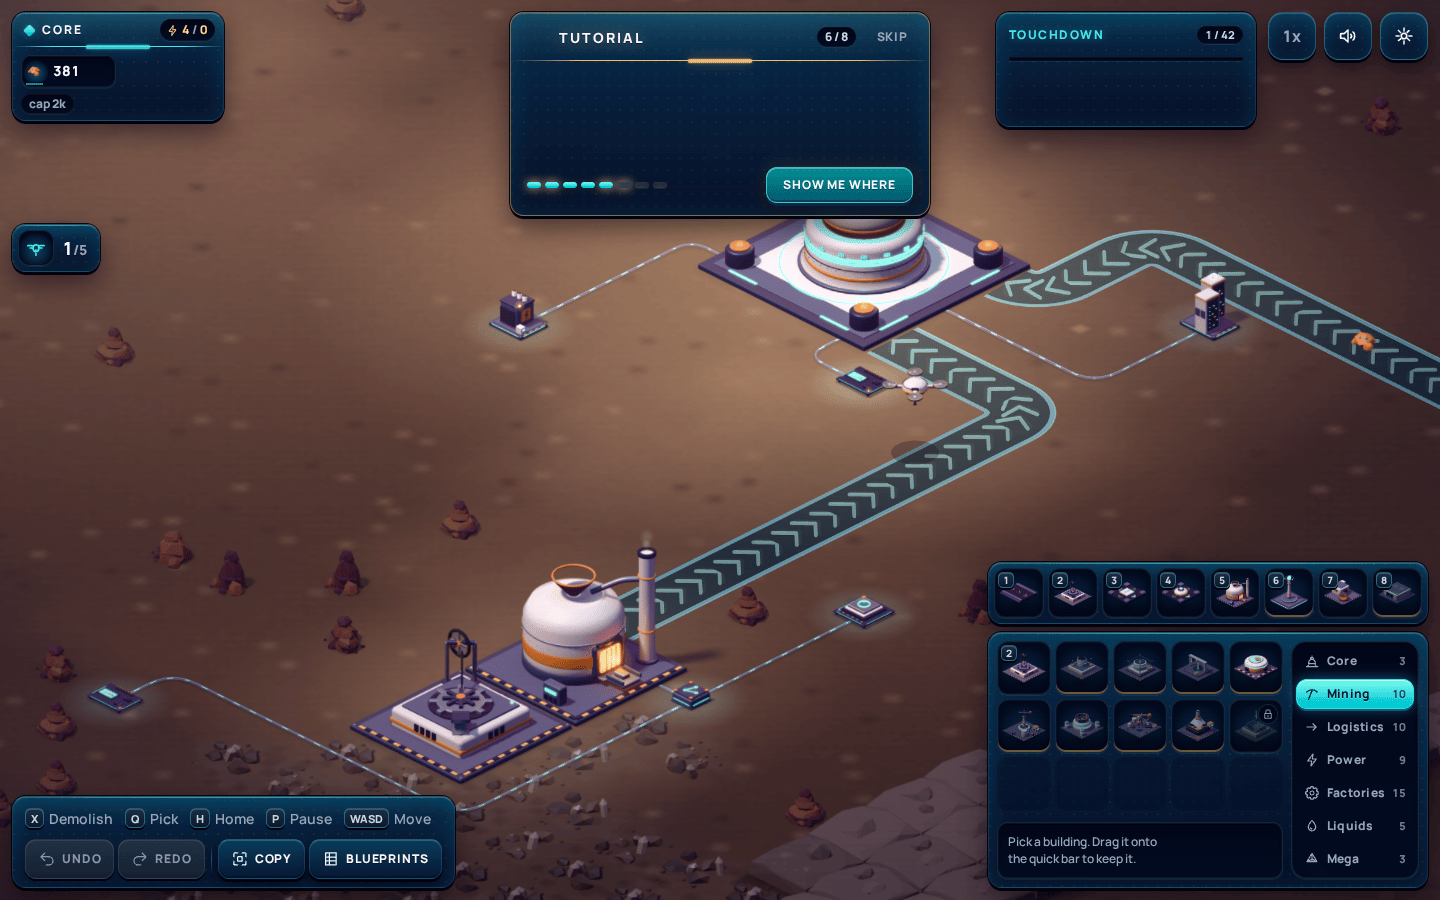 CORE
4/0
381
cap 2k
TUTORIAL
6/8
SKIP
SHOW ME WHERE
TOUCHDOWN
1/42
1x
1/5
1
2
3
4
5
6
7
8
2
Core 3
Mining 10
Logistics 10
Power 9
Factories 15
Liquids 5
Mega 3
Pick a building. Drag it onto
the quickbar to keep it.
X Demolish Q Pick H Home P Pause WASD Move
UNDO REDO COPY BLUEPRINTS